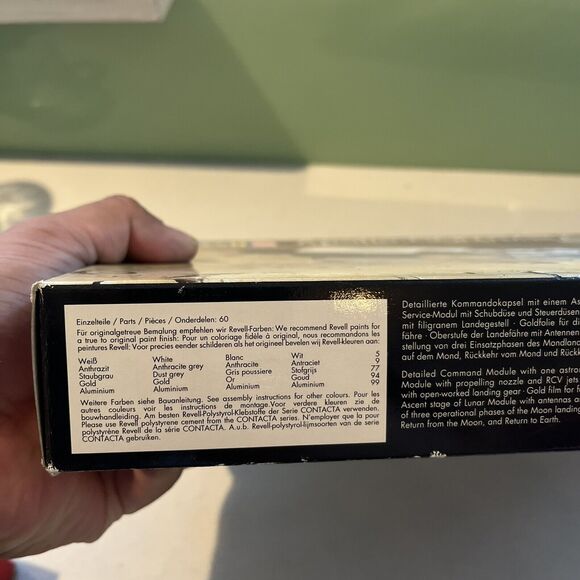 Einzelteile / Parts / Pièces / Onderdelen: 60
Für originalgetreue Bemalung empfehlen wir Revell-Farben: We recommend Revell paints for
a true to original paint finish: Pour un coloriage fidèle à original, nous recommandons les
peintures Revell: Voor precies eender schilderen als het origineel bevelen wij Revell-kleuren aan:
Weiß White Blanc Wit 5
Anthrazit Anthracite grey Anthracite Antraciet 9
Staubgrau Dust grey Gris poussiere Stofgrijs 77
Gold Gold Or Goud 94
Aluminium Aluminium Aluminium Aluminium 99
Weitere Farben siehe Bauanleitung. See assembly instructions for other colours. Pour les
autres couleurs voir les instructions de montage. Voor verdere kleuren zie de
bouwhandleiding. Am besten Revell-Polystyrol-Klebstoffe der Serie CONTACTA verwenden.
Please use Revell polystyrene cement from the CONTACTA series. N'employer que la pour
polystyrène Revell de la série CONTACTA. A.u.b. Revell-polystyrol-lijmsoorten van de serie
CONTACTA gebruiken.
Detaillierte Kommandokapsel mit einem As
Service-Modul mit Schubdüse und Steuerdüsen
mit filigranem Landegestell · Goldfolie für di
fähre · Oberstufe der Landefähre mit Antennen
stellung von drei Einsatzphasen des Mondlan
auf dem Mond, Rückkehr vom Mond und Rückk
Detailed Command Module with one astro
Module with propelling nozzle and RCV jets
with open-worked landing gear · Gold film for
Ascent stage of Lunar Module with antennas a
of three operational phases of the Moon landing
Return from the Moon, and Return to Earth.